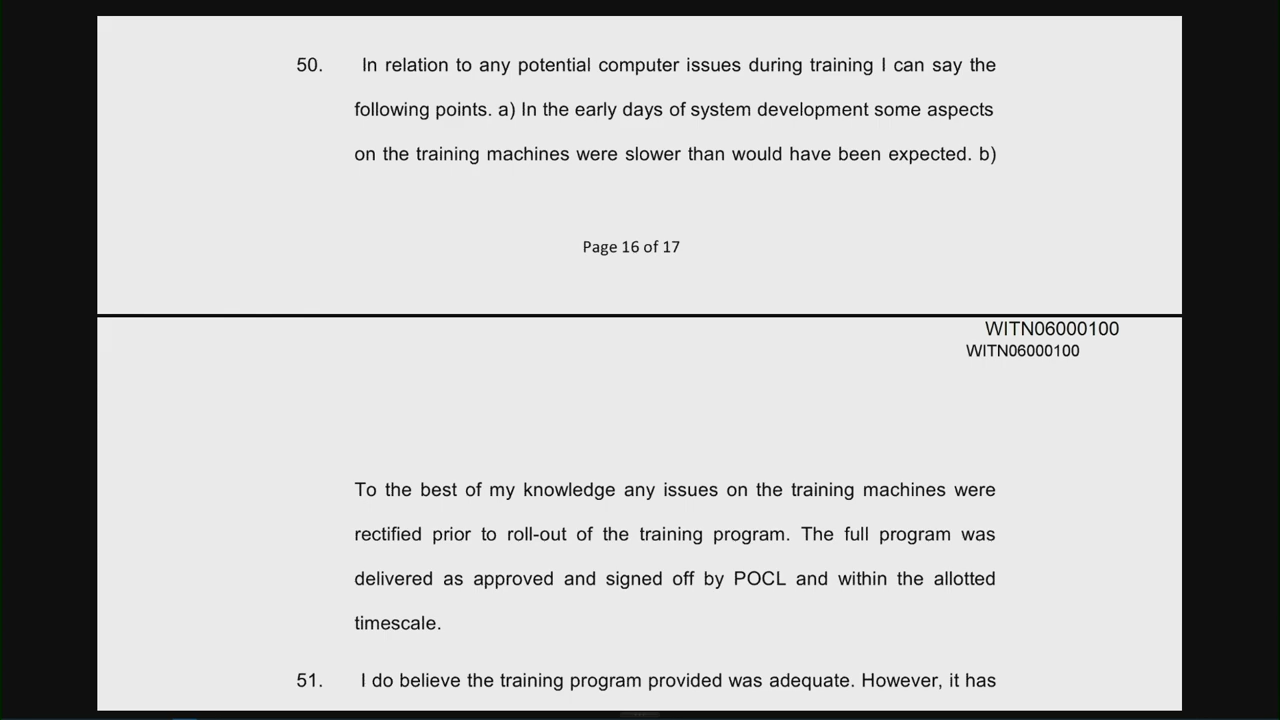 50. In relation to any potential computer issues during training I can say the
following points. a) In the early days of system development some aspects
on the training machines were slower than would have been expected. b)
Page 16 of 17
WITN06000100
WITN06000100
To the best of my knowledge any issues on the training machines were
rectified prior to roll-out of the training program. The full program was
delivered as approved and signed off by POCL and within the allotted
timescale.
51. I do believe the training program provided was adequate. However, it has